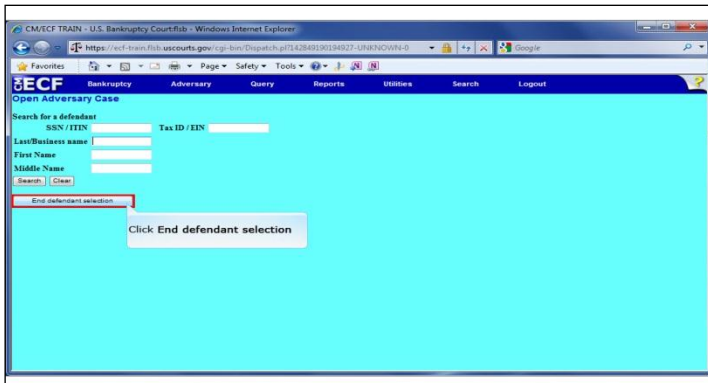 CM/ECF TRAIN - U.S. Bankruptcy Court:flsb - Windows Internet Explorer
https://ecf-train.flsb.uscourts.gov/cgi-bin/Dispatch.pl?142849190194927-UNKNOWN-0 Google
Favorites Page Safety Tools
ECF Bankruptcy Adversary Query Reports Utilities Search Logout
Open Adversary Case
Search for a defendant
SSN / ITIN Tax ID / EIN
Last/Business name
First Name
Middle Name
Search Clear
End defendant selection
Click End defendant selection